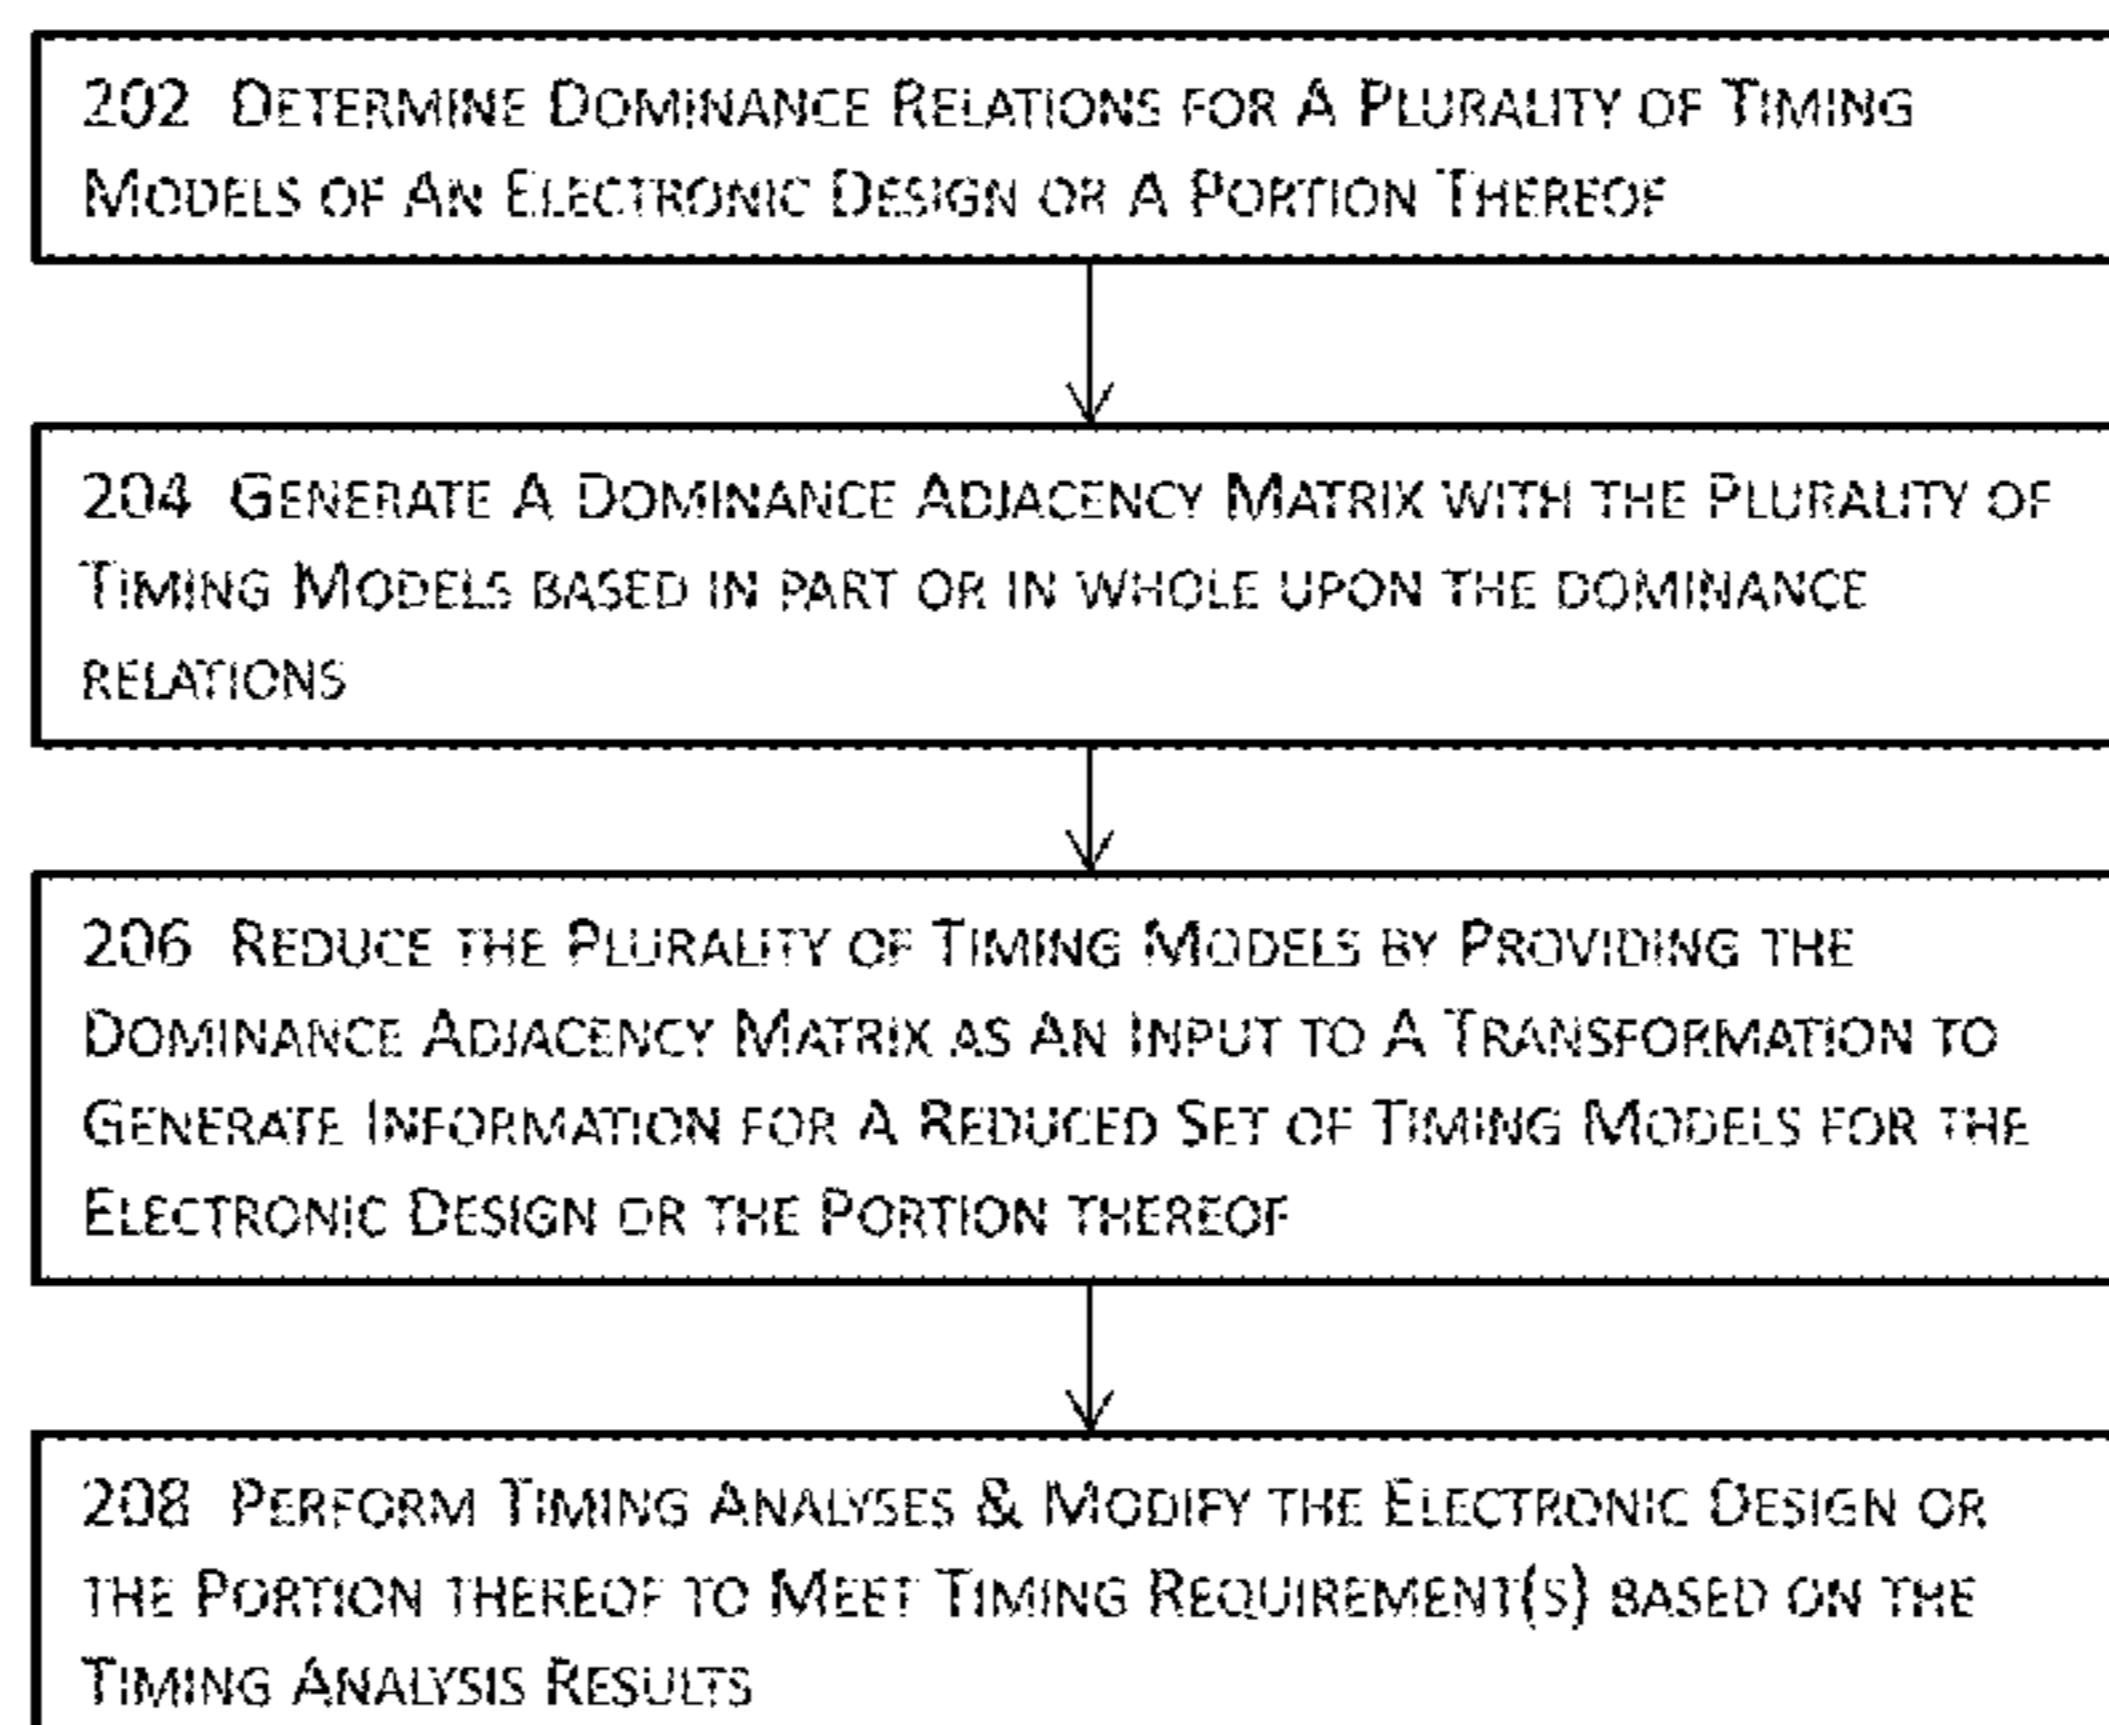 202 DETERMINE DOMINANCE RELATIONS FOR A PLURALITY OF TIMING
MODELS OF AN ELECTRONIC DESIGN OR A PORTION THEREOF
204 GENERATE A DOMINANCE ADJACENCY MATRIX WITH THE PLURALITY OF
TIMING MODELS BASED IN PART OR IN WHOLE UPON THE DOMINANCE
RELATIONS
206 REDUCE THE PLURALITY OF TIMING MODELS BY PROVIDING THE
DOMINANCE ADJACENCY MATRIX AS AN INPUT TO A TRANSFORMATION TO
GENERATE INFORMATION FOR A REDUCED SET OF TIMING MODELS FOR THE
ELECTRONIC DESIGN OR THE PORTION THEREOF
208 PERFORM TIMING ANALYSES & MODIFY THE ELECTRONIC DESIGN OR
THE PORTION THEREOF TO MEET TIMING REQUIREMENT(S) BASED ON THE
TIMING ANALYSIS RESULTS